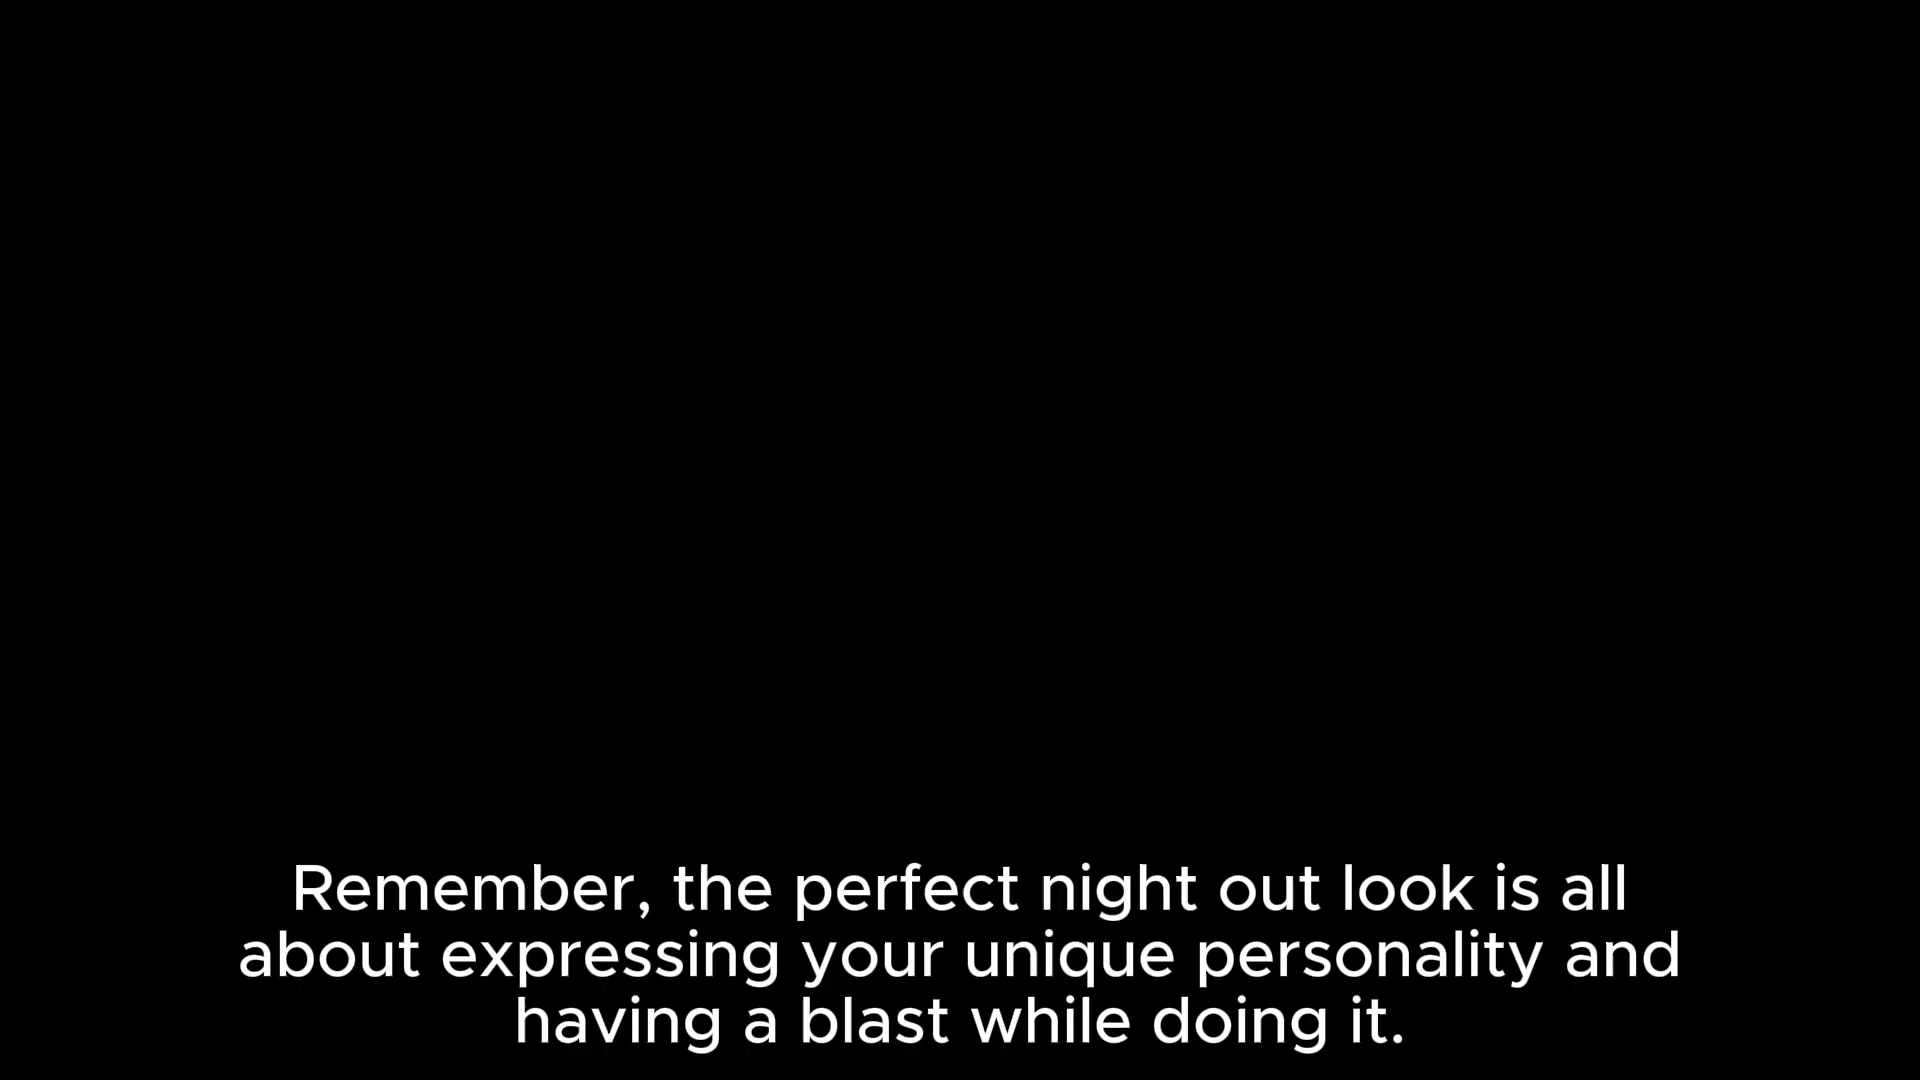 Remember, the perfect night out look is all
about expressing your unique personality and
having a blast while doing it.